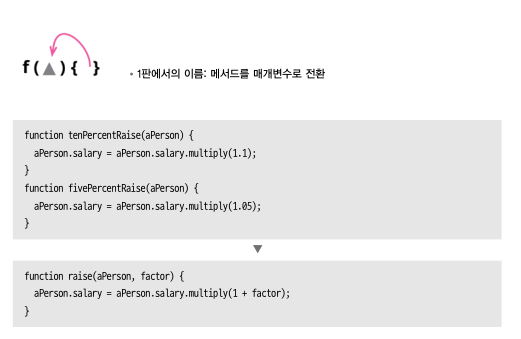 f(▲){ }
• 1판에서의 이름: 메서드를 매개변수로 전환
function tenPercentRaise(aPerson) {
  aPerson.salary = aPerson.salary.multiply(1.1);
}
function fivePercentRaise(aPerson) {
  aPerson.salary = aPerson.salary.multiply(1.05);
}
function raise(aPerson, factor) {
  aPerson.salary = aPerson.salary.multiply(1 + factor);
}